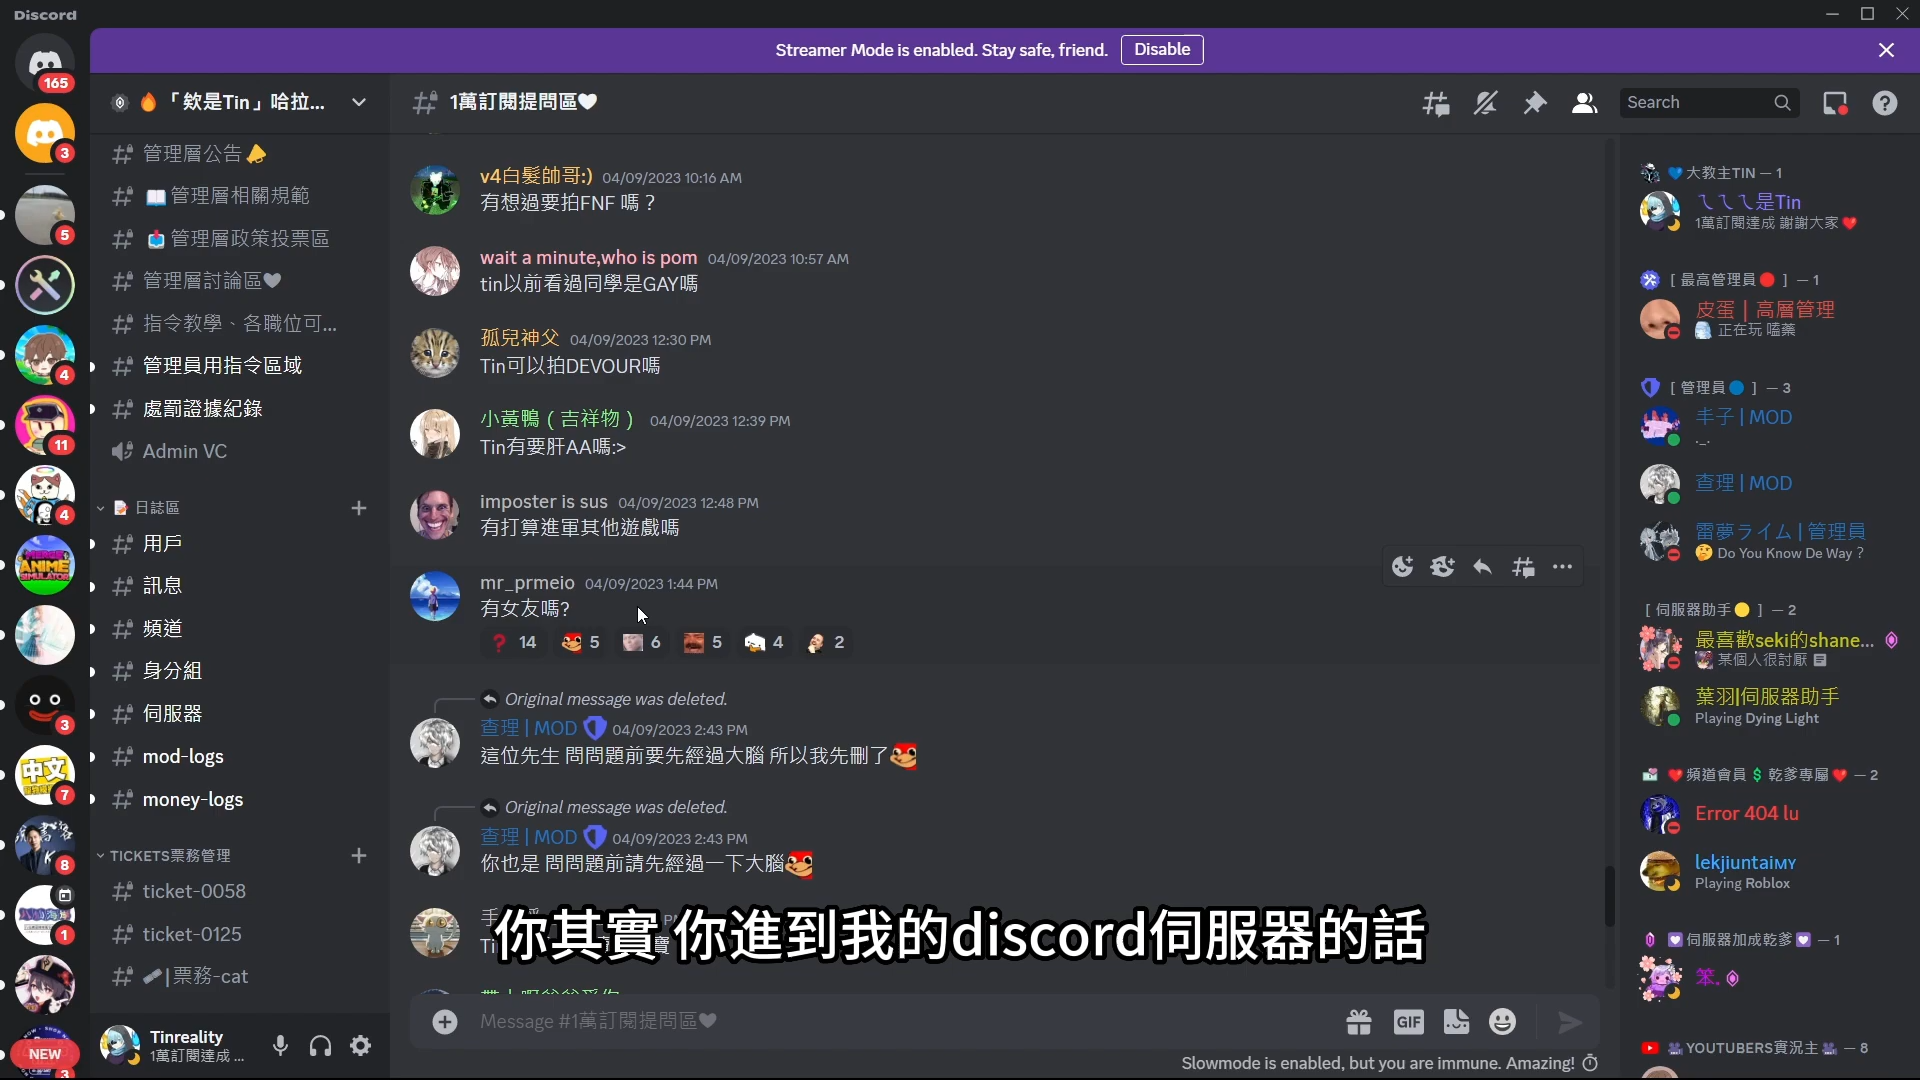 Discord
Streamer Mode is enabled. Stay safe, friend.
Disable
165
3
5
4
11
4
3
7
8
1
NEW
3
「欸是Tin」哈拉...
管理層公告
管理層相關規範
管理層政策投票區
管理層討論區🖤
指令教學、各職位可...
管理員用指令區域
處罰證據紀錄
Admin VC
日誌區
用戶
訊息
頻道
身分組
伺服器
mod-logs
money-logs
TICKETS票務管理
ticket-0058
ticket-0125
|票務-cat
Tinreality
1萬訂閱達成 ...
1萬訂閱提問區🖤
Search
v4白髮帥哥:) 04/09/2023 10:16 AM
有想過要拍FNF 嗎？
wait a minute,who is pom 04/09/2023 10:57 AM
tin以前看過同學是GAY嗎
孤兒神父 04/09/2023 12:30 PM
Tin可以拍DEVOUR嗎
小黃鴨（吉祥物） 04/09/2023 12:39 PM
Tin有要肝AA嗎:>
imposter is sus 04/09/2023 12:48 PM
有打算進軍其他遊戲嗎
mr_prmeio 04/09/2023 1:44 PM
有女友嗎?
❓ 14 5 6 5 4 2
Original message was deleted.
查理 | MOD 04/09/2023 2:43 PM
這位先生 問問題前要先經過大腦 所以我先刪了
Original message was deleted.
查理 | MOD 04/09/2023 2:43 PM
你也是 問問題前請先經過一下大腦
你其實 你進到我的discord伺服器的話
Message #1萬訂閱提問區🖤
GIF
Slowmode is enabled, but you are immune. Amazing!
大教主TIN — 1
ㄟㄟㄟ是Tin
1萬訂閱達成 謝謝大家❤️
[ 最高管理員🔴 ] — 1
皮蛋 | 高層管理
正在玩 嗑藥
[ 管理員🔵 ] — 3
丰子 | MOD
._.
查理 | MOD
雷夢ライム | 管理員
🤔 Do You Know De Way ?
[ 伺服器助手🟡 ] — 2
最喜歡seki的shane...
某個人很討厭
葉羽|伺服器助手
Playing Dying Light
❤️頻道會員💲乾爹專屬❤️ — 2
Error 404 lu
lekjiuntaiᴍʏ
Playing Roblox
伺服器加成乾爹 — 1
笨.
YOUTUBERS實況主 — 8